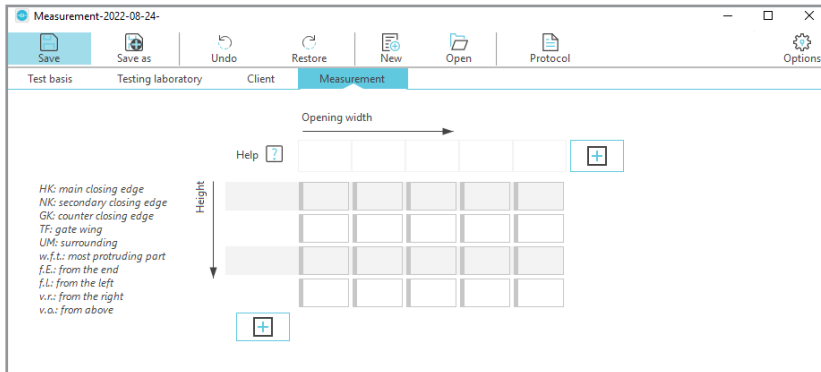 Measurement-2022-08-24-
Save Save as Undo Restore New Open Protocol Options
Test basis Testing laboratory Client Measurement
Opening width
Help ?
Height
HK: main closing edge
NK: secondary closing edge
GK: counter closing edge
TF: gate wing
UM: surrounding
w.f.t.: most protruding part
f.E.: from the end
f.l.: from the left
v.r.: from the right
v.o.: from above